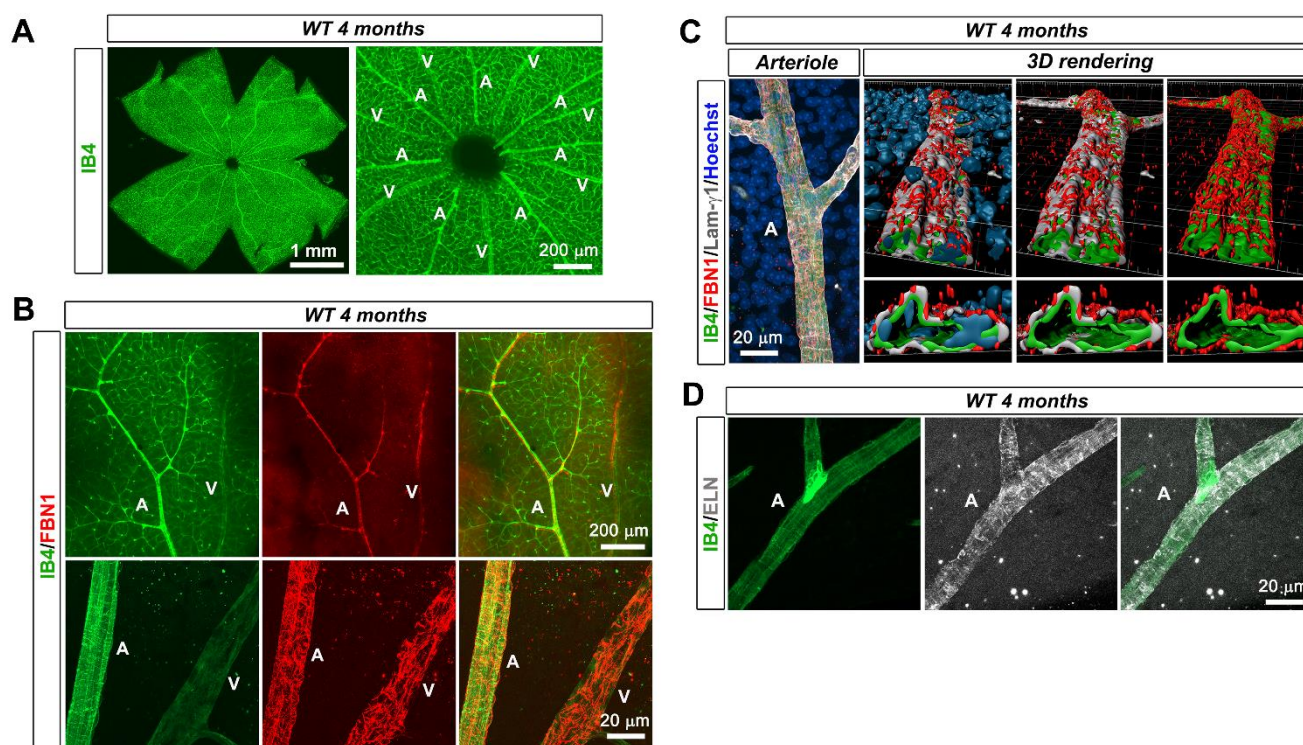 A
WT 4 months
IB4
1 mm
V
V
A
A
V
A
V
A
A
V
V
A
A
A
V
200 µm
B
WT 4 months
IB4/FBN1
A
V
A
V
A
V
200 µm
A
V
A
V
A
V
20 µm
C
WT 4 months
Arteriole
3D rendering
IB4/FBN1/Lam-γ1/Hoechst
A
20 µm
D
WT 4 months
IB4/ELN
A
A
A
20 µm